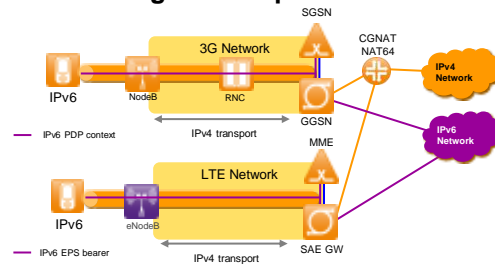 SGSN
3G Network
CGNAT
NAT64
IPv4
Network
IPv6
NodeB
RNC
GGSN
IPv6 PDP context
IPv4 transport
IPv6
Network
MME
LTE Network
IPv6
eNodeB
SAE GW
IPv6 EPS bearer
IPv4 transport